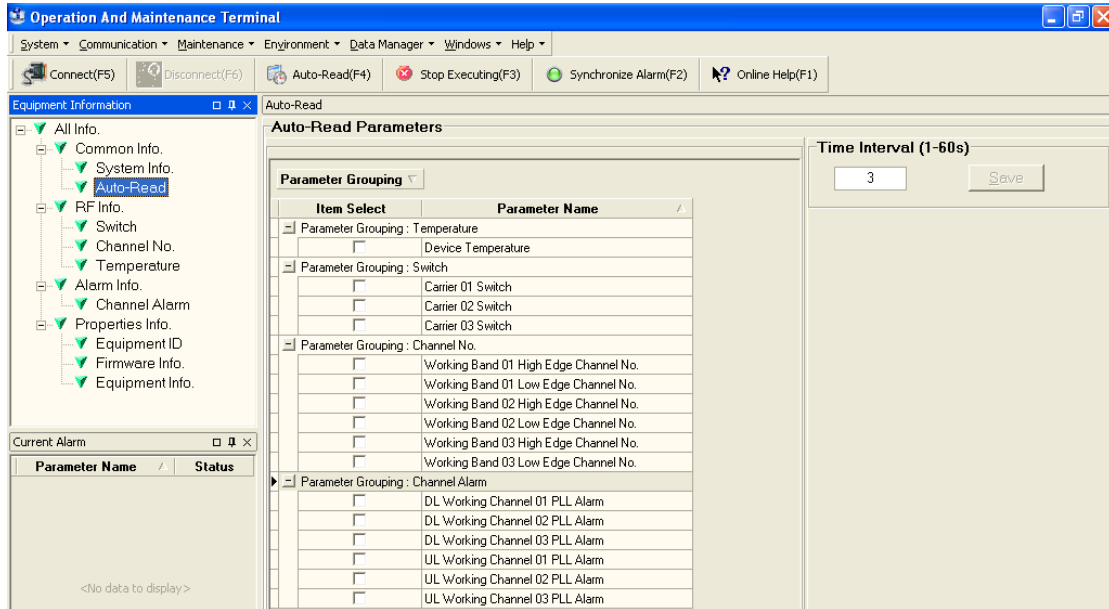 Operation And Maintenance Terminal
System Communication Maintenance Environment Data Manager Windows Help
Connect(F5) Disconnect(F6) Auto-Read(F4) Stop Executing(F3) Synchronize Alarm(F2) Online Help(F1)
Equipment Information
All Info.
Common Info.
System Info.
Auto-Read
RF Info.
Switch
Channel No.
Temperature
Alarm Info.
Channel Alarm
Properties Info.
Equipment ID
Firmware Info.
Equipment Info.
Current Alarm
Parameter Name Status
<No data to display>
Auto-Read
Auto-Read Parameters
Parameter Grouping
Item Select Parameter Name
Parameter Grouping : Temperature
Device Temperature
Parameter Grouping : Switch
Carrier 01 Switch
Carrier 02 Switch
Carrier 03 Switch
Parameter Grouping : Channel No.
Working Band 01 High Edge Channel No.
Working Band 01 Low Edge Channel No.
Working Band 02 High Edge Channel No.
Working Band 02 Low Edge Channel No.
Working Band 03 High Edge Channel No.
Working Band 03 Low Edge Channel No.
Parameter Grouping : Channel Alarm
DL Working Channel 01 PLL Alarm
DL Working Channel 02 PLL Alarm
DL Working Channel 03 PLL Alarm
UL Working Channel 01 PLL Alarm
UL Working Channel 02 PLL Alarm
UL Working Channel 03 PLL Alarm
Time Interval (1-60s)
3 Save